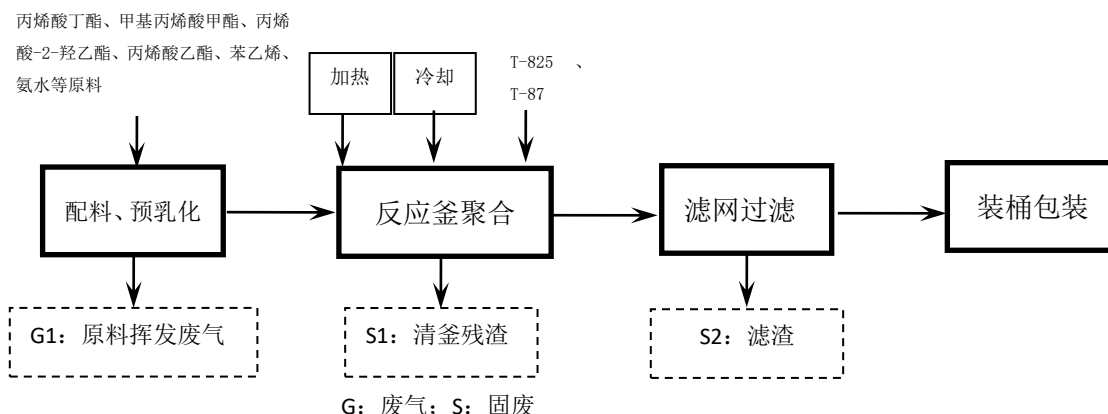 丙烯酸丁酯、甲基丙烯酸甲酯、丙烯
酸-2-羟乙酯、丙烯酸乙酯、苯乙烯、
氨水等原料
加热
冷却
T-825 、
T-87
配料、预乳化
反应釜聚合
滤网过滤
装桶包装
G1：原料挥发废气
S1：清釜残渣
S2：滤渣
G：废气；S：固废